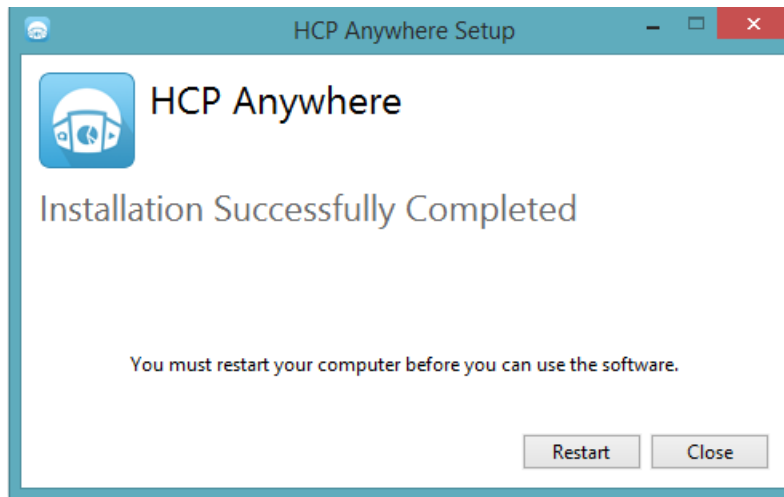 HCP Anywhere Setup
HCP Anywhere
Installation Successfully Completed
You must restart your computer before you can use the software.
Restart Close